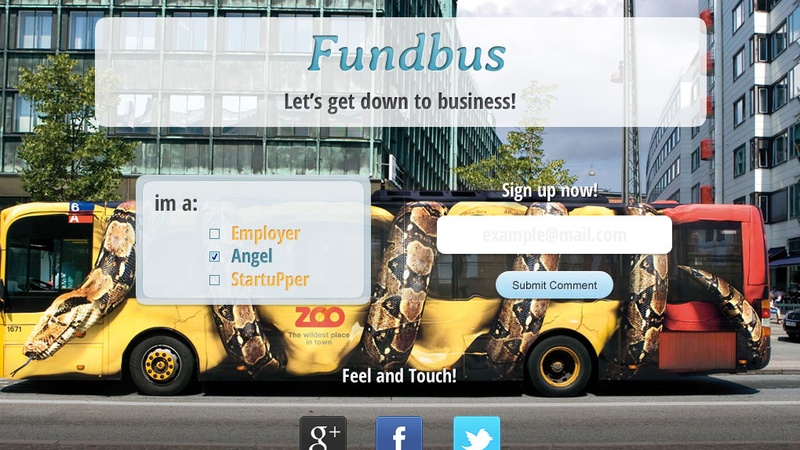 Fundbus
Let's get down to business!
im a:
Employer
Angel
StartuPper
Sign up now!
example@mail.com
Submit Comment
6
A
1671
ZOO
The wildest place
in town
Feel and Touch!
g+
f